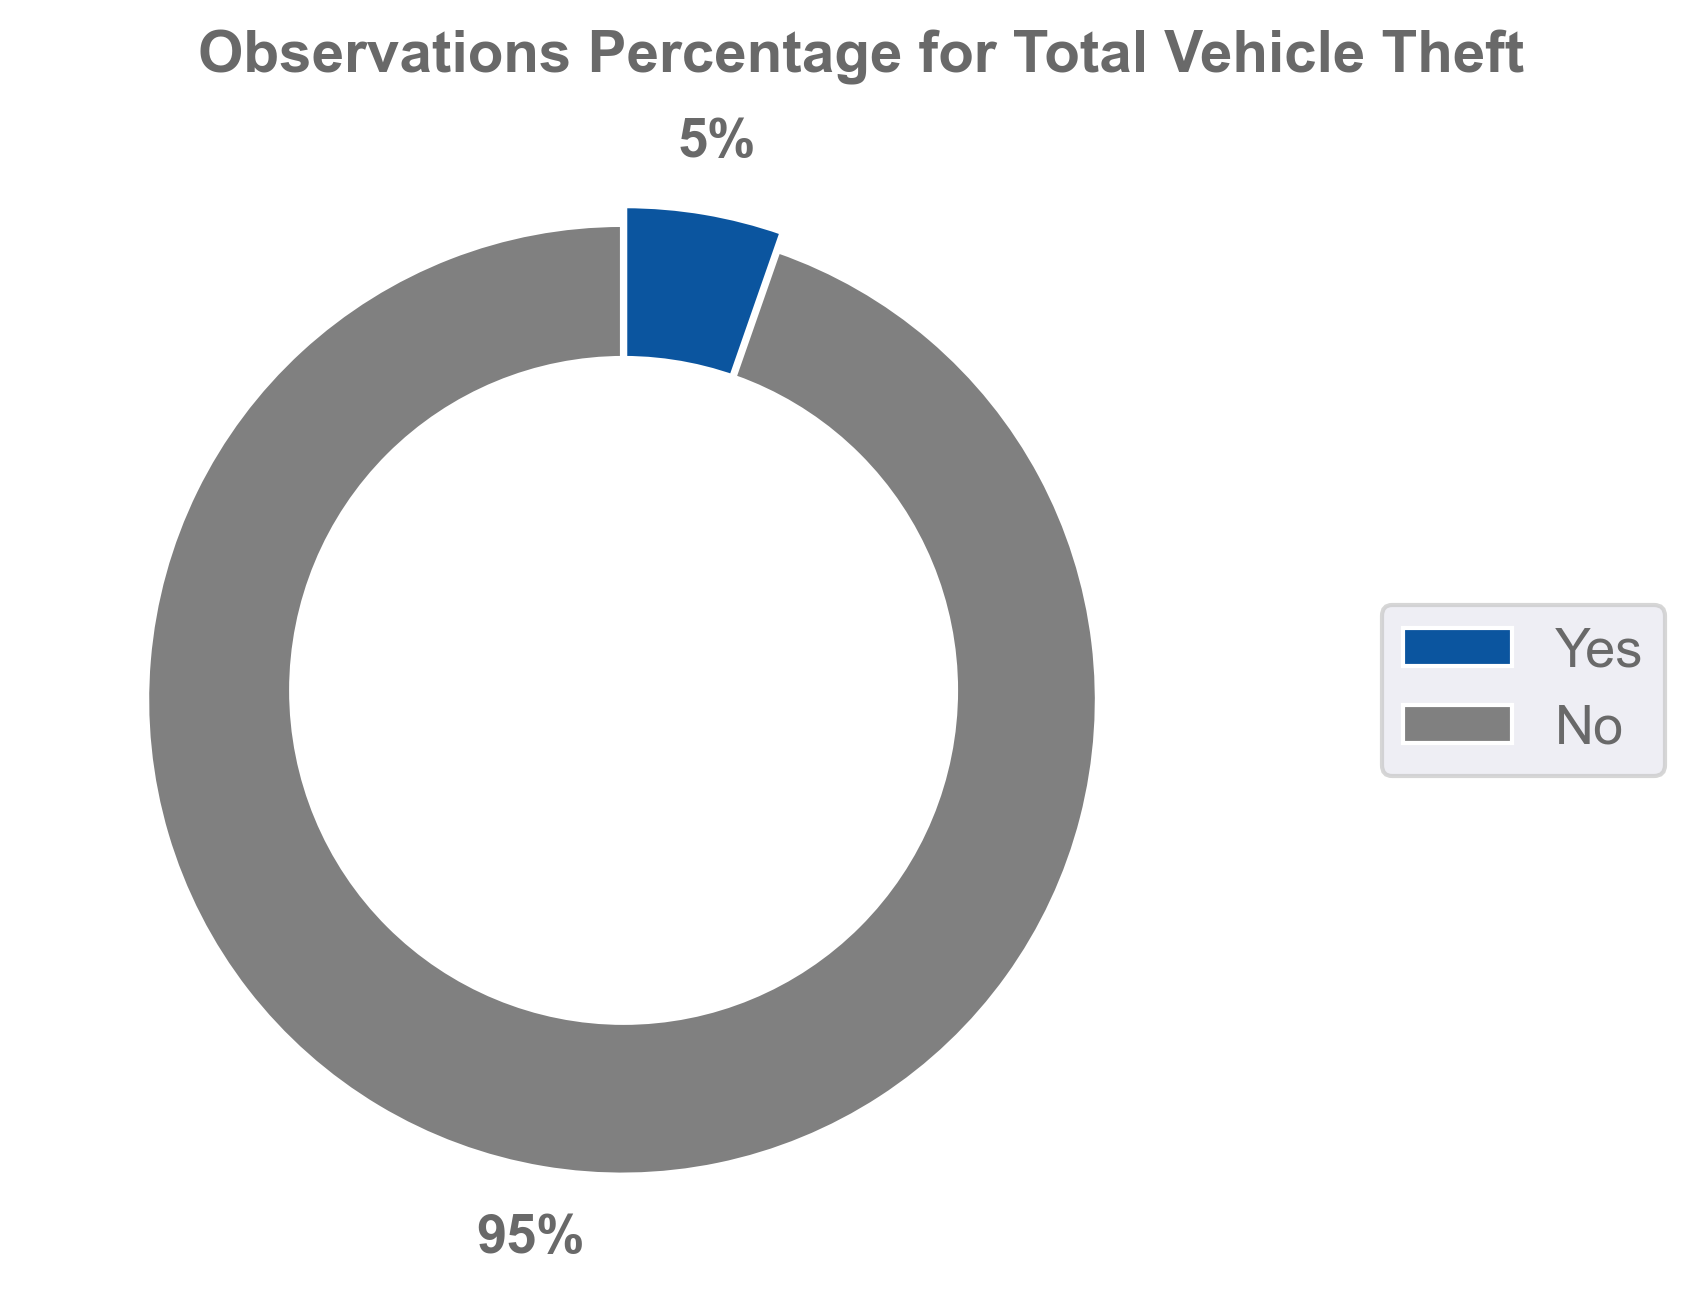 Observations Percentage for Total Vehicle Theft
5%
Yes
No
95%